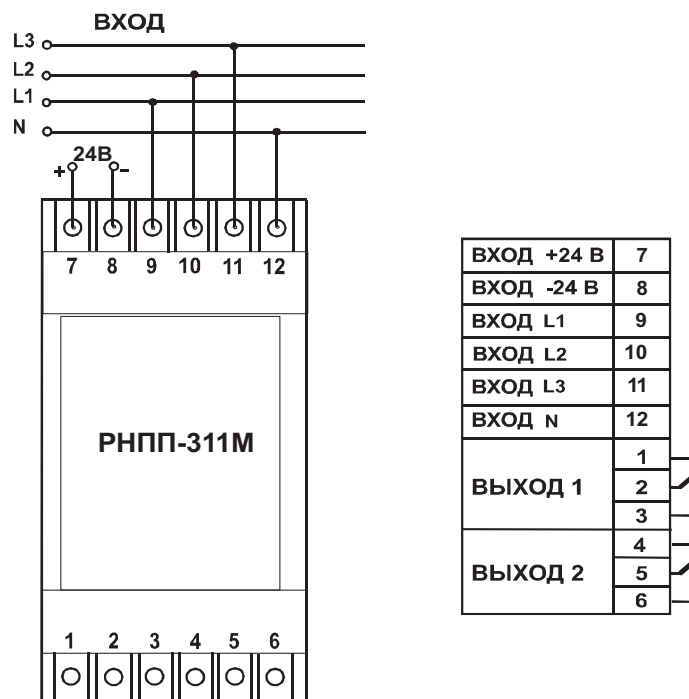 ВХОД
L3
L2
L1
N
+ 24В -
7 8 9 10 11 12
РНПП-311М
1 2 3 4 5 6
ВХОД +24 В 7
ВХОД -24 В 8
ВХОД L1 9
ВХОД L2 10
ВХОД L3 11
ВХОД N 12
ВЫХОД 1
1
2
3
ВЫХОД 2
4
5
6